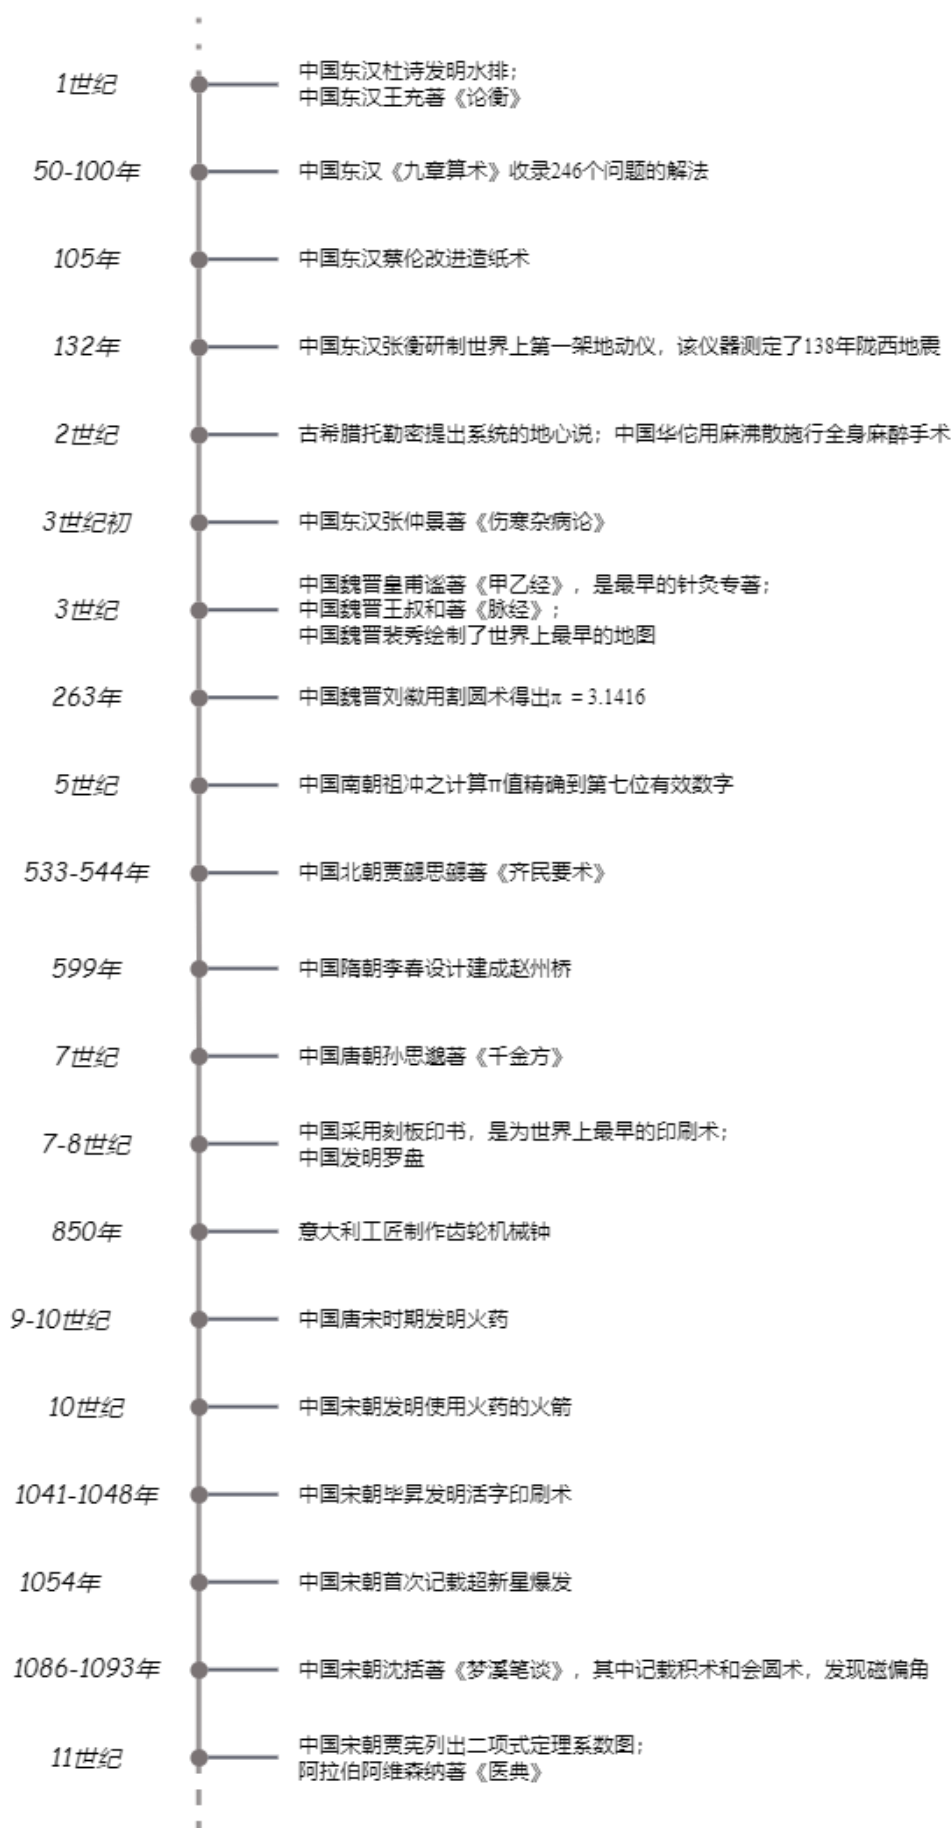 1世纪
中国东汉杜诗发明水排；
中国东汉王充著《论衡》
50-100年
中国东汉《九章算术》收录246个问题的解法
105年
中国东汉蔡伦改进造纸术
132年
中国东汉张衡研制世界上第一架地动仪，该仪器测定了138年陇西地震
2世纪
古希腊托勒密提出系统的地心说；中国华佗用麻沸散施行全身麻醉手术
3世纪初
中国东汉张仲景著《伤寒杂病论》
3世纪
中国魏晋皇甫谧著《甲乙经》，是最早的针灸专著；
中国魏晋王叔和著《脉经》；
中国魏晋裴秀绘制了世界上最早的地图
263年
中国魏晋刘徽用割圆术得出π = 3.1416
5世纪
中国南朝祖冲之计算π值精确到第七位有效数字
533-544年
中国北朝贾勰思勰著《齐民要术》
599年
中国隋朝李春设计建成赵州桥
7世纪
中国唐朝孙思邈著《千金方》
7-8世纪
中国采用刻板印书，是为世界上最早的印刷术；
中国发明罗盘
850年
意大利工匠制作齿轮机械钟
9-10世纪
中国唐宋时期发明火药
10世纪
中国宋朝发明使用火药的火箭
1041-1048年
中国宋朝毕昇发明活字印刷术
1054年
中国宋朝首次记载超新星爆发
1086-1093年
中国宋朝沈括著《梦溪笔谈》，其中记载积术和会圆术，发现磁偏角
11世纪
中国宋朝贾宪列出二项式定理系数图；
阿拉伯阿维森纳著《医典》